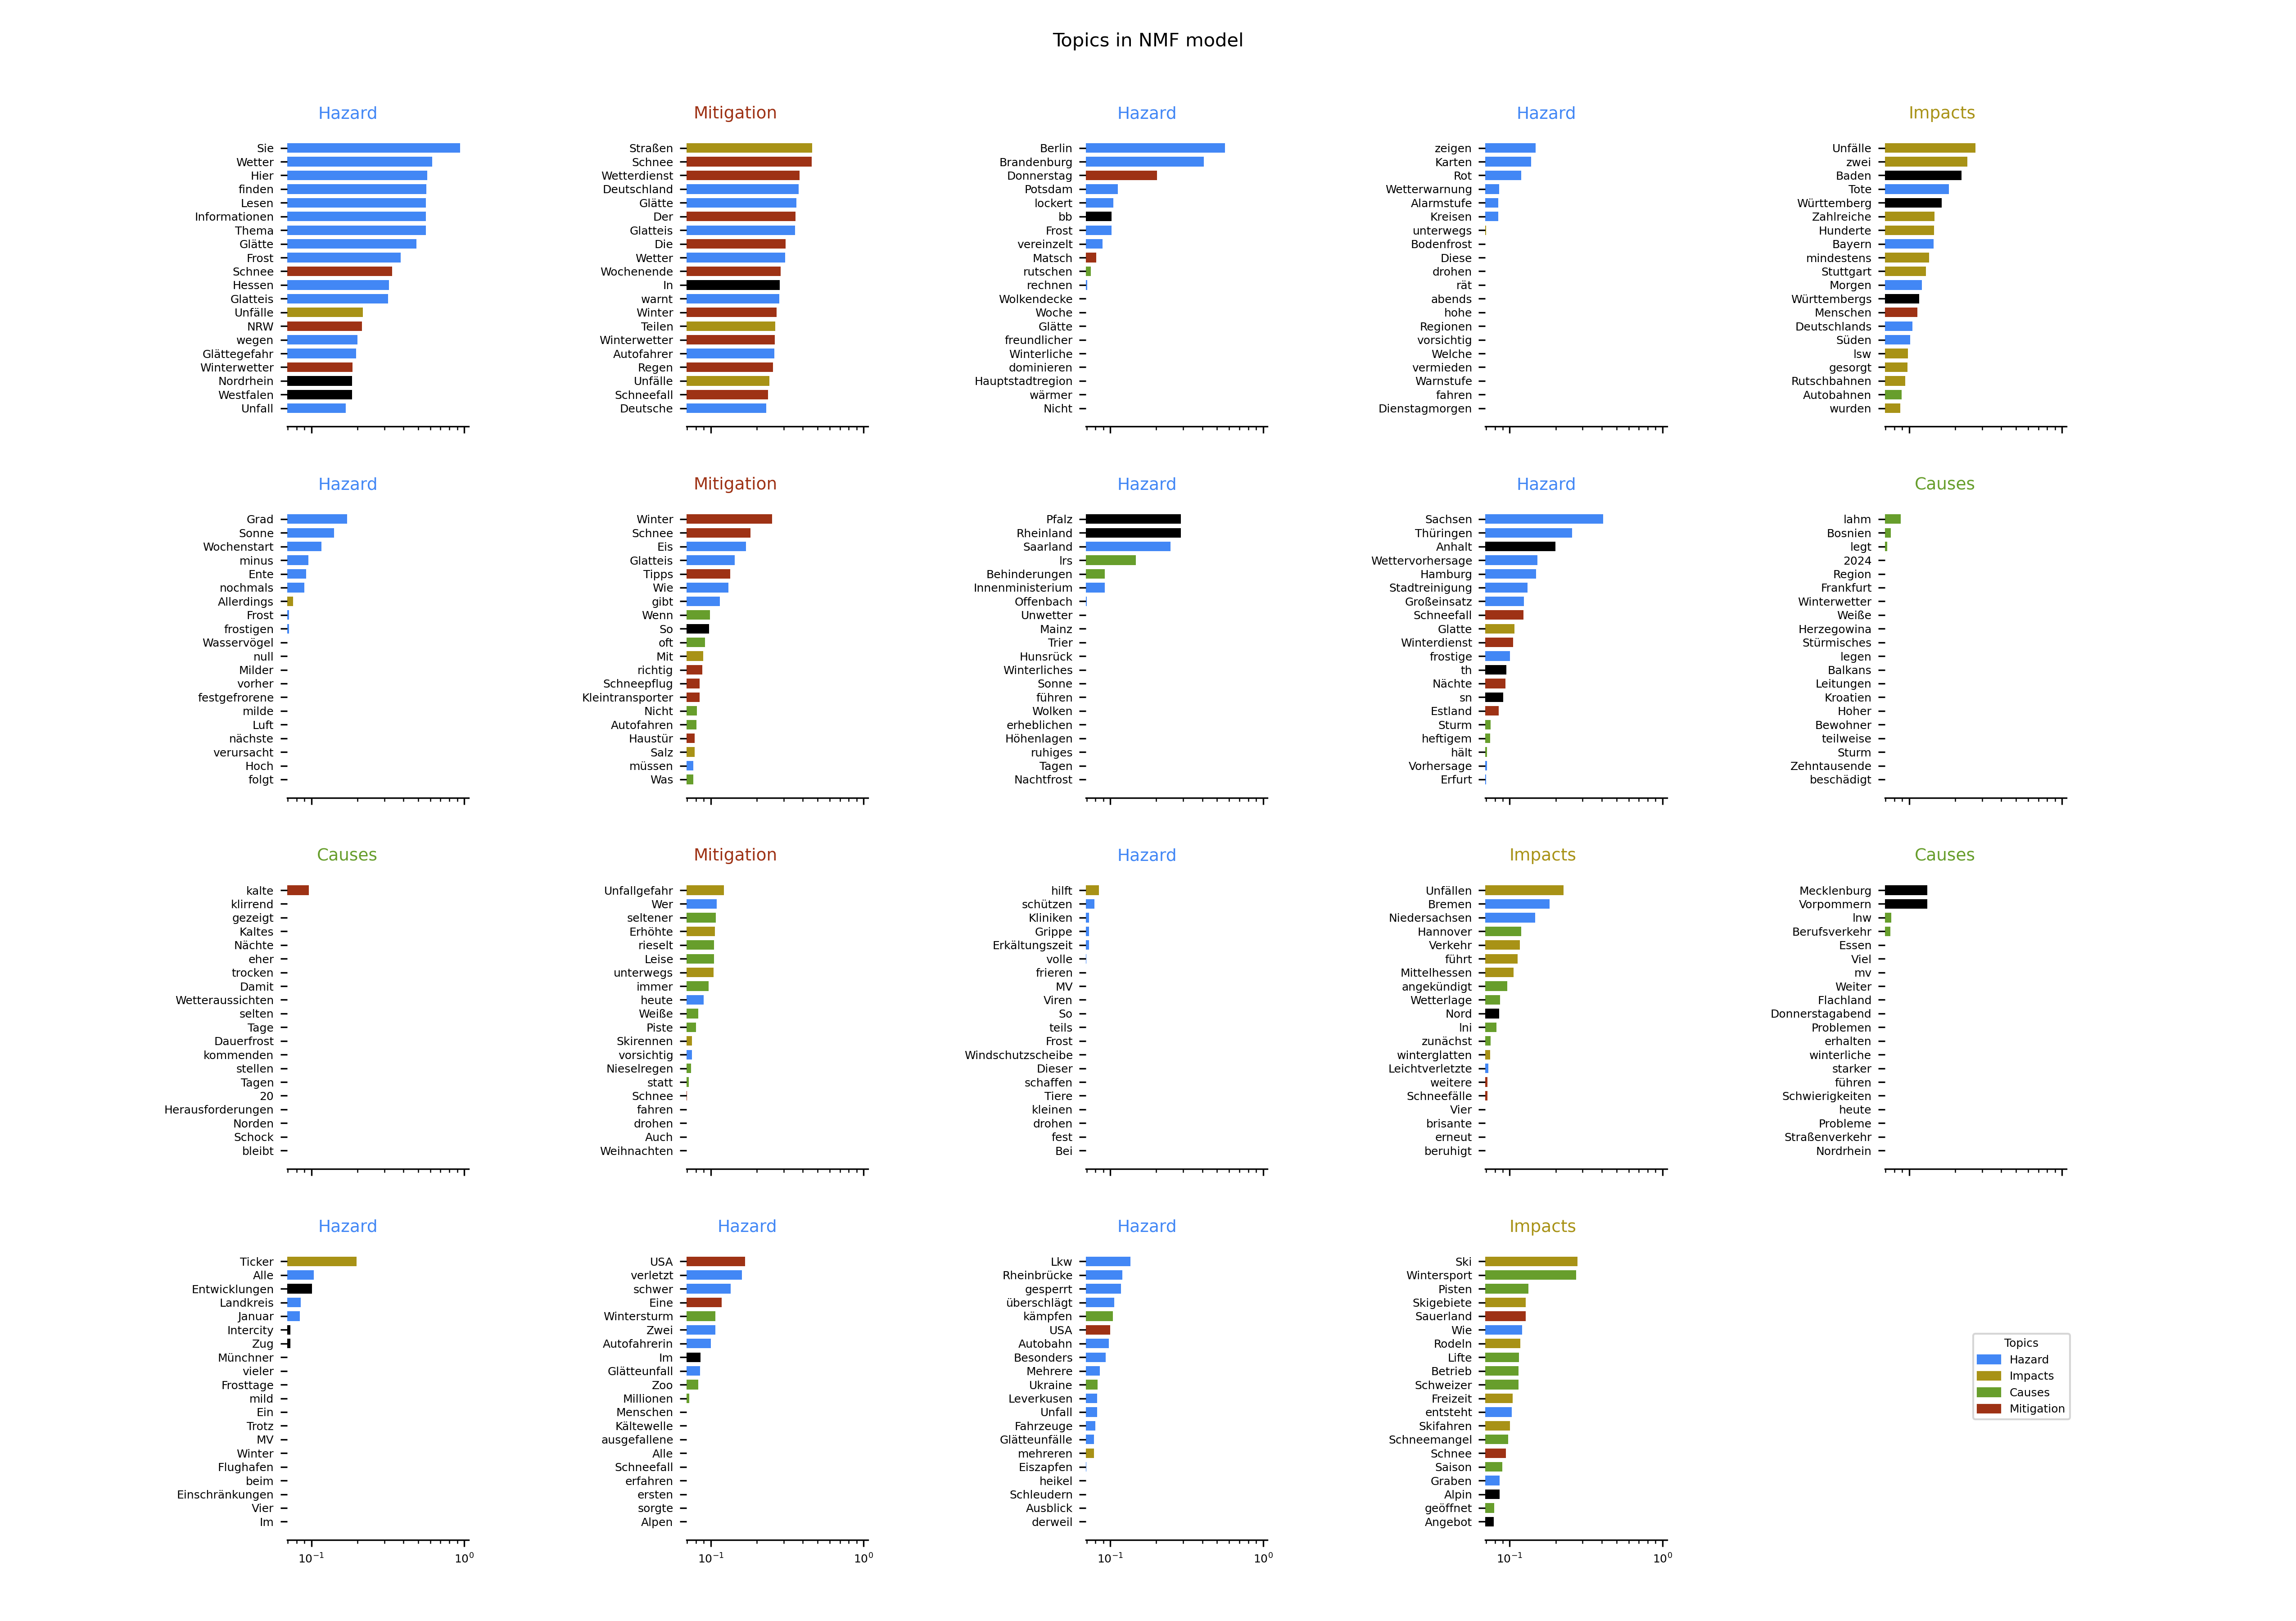 Topics in NMF model
Hazard
Sie
Wetter
Hier
finden
Lesen
Informationen
Thema
Glätte
Frost
Schnee
Hessen
Glatteis
Unfälle
NRW
wegen
Glättegefahr
Winterwetter
Nordrhein
Westfalen
Unfall
Mitigation
Straßen
Schnee
Wetterdienst
Deutschland
Glätte
Der
Glatteis
Die
Wetter
Wochenende
In
warnt
Winter
Teilen
Winterwetter
Autofahrer
Regen
Unfälle
Schneefall
Deutsche
Hazard
Berlin
Brandenburg
Donnerstag
Potsdam
lockert
bb
Frost
vereinzelt
Matsch
rutschen
rechnen
Wolkendecke
Woche
Glätte
freundlicher
Winterliche
dominieren
Hauptstadtregion
wärmer
Nicht
Hazard
zeigen
Karten
Rot
Wetterwarnung
Alarmstufe
Kreisen
unterwegs
Bodenfrost
Diese
drohen
rät
abends
hohe
Regionen
vorsichtig
Welche
vermieden
Warnstufe
fahren
Dienstagmorgen
Impacts
Unfälle
zwei
Baden
Tote
Württemberg
Zahlreiche
Hunderte
Bayern
mindestens
Stuttgart
Morgen
Württembergs
Menschen
Deutschlands
Süden
lsw
gesorgt
Rutschbahnen
Autobahnen
wurden
Hazard
Grad
Sonne
Wochenstart
minus
Ente
nochmals
Allerdings
Frost
frostigen
Wasservögel
null
Milder
vorher
festgefrorene
milde
Luft
nächste
verursacht
Hoch
folgt
Mitigation
Winter
Schnee
Eis
Glatteis
Tipps
Wie
gibt
Wenn
So
oft
Mit
richtig
Schneepflug
Kleintransporter
Nicht
Autofahren
Haustür
Salz
müssen
Was
Hazard
Pfalz
Rheinland
Saarland
lrs
Behinderungen
Innenministerium
Offenbach
Unwetter
Mainz
Trier
Hunsrück
Winterliches
Sonne
führen
Wolken
erheblichen
Höhenlagen
ruhiges
Tagen
Nachtfrost
Hazard
Sachsen
Thüringen
Anhalt
Wettervorhersage
Hamburg
Stadtreinigung
Großeinsatz
Schneefall
Glatte
Winterdienst
frostige
th
Nächte
sn
Estland
Sturm
heftigem
hält
Vorhersage
Erfurt
Causes
lahm
Bosnien
legt
2024
Region
Frankfurt
Winterwetter
Weiße
Herzegowina
Stürmisches
legen
Balkans
Leitungen
Kroatien
Hoher
Bewohner
teilweise
Sturm
Zehntausende
beschädigt
Causes
kalte
klirrend
gezeigt
Kaltes
Nächte
eher
trocken
Damit
Wetteraussichten
selten
Tage
Dauerfrost
kommenden
stellen
Tagen
20
Herausforderungen
Norden
Schock
bleibt
Mitigation
Unfallgefahr
Wer
seltener
Erhöhte
rieselt
Leise
unterwegs
immer
heute
Weiße
Piste
Skirennen
vorsichtig
Nieselregen
statt
Schnee
fahren
drohen
Auch
Weihnachten
Hazard
hilft
schützen
Kliniken
Grippe
Erkältungszeit
volle
frieren
MV
Viren
So
teils
Frost
Windschutzscheibe
Dieser
schaffen
Tiere
kleinen
drohen
fest
Bei
Impacts
Unfällen
Bremen
Niedersachsen
Hannover
Verkehr
führt
Mittelhessen
angekündigt
Wetterlage
Nord
lni
zunächst
winterglatten
Leichtverletzte
weitere
Schneefälle
Vier
brisante
erneut
beruhigt
Causes
Mecklenburg
Vorpommern
lnw
Berufsverkehr
Essen
Viel
mv
Weiter
Flachland
Donnerstagabend
Problemen
erhalten
winterliche
starker
führen
Schwierigkeiten
heute
Probleme
Straßenverkehr
Nordrhein
Hazard
Ticker
Alle
Entwicklungen
Landkreis
Januar
Intercity
Zug
Münchner
vieler
Frosttage
mild
Ein
Trotz
MV
Winter
Flughafen
beim
Einschränkungen
Vier
Im
10⁻¹ 10⁰
Hazard
USA
verletzt
schwer
Eine
Wintersturm
Zwei
Autofahrerin
Im
Glätteunfall
Zoo
Millionen
Menschen
Kältewelle
ausgefallene
Alle
Schneefall
erfahren
ersten
sorgte
Alpen
10⁻¹ 10⁰
Hazard
Lkw
Rheinbrücke
gesperrt
überschlägt
kämpfen
USA
Autobahn
Besonders
Mehrere
Ukraine
Leverkusen
Unfall
Fahrzeuge
Glätteunfälle
mehreren
Eiszapfen
heikel
Schleudern
Ausblick
derweil
10⁻¹ 10⁰
Impacts
Ski
Wintersport
Pisten
Skigebiete
Sauerland
Wie
Rodeln
Lifte
Betrieb
Schweizer
Freizeit
entsteht
Skifahren
Schneemangel
Schnee
Saison
Graben
Alpin
geöffnet
Angebot
10⁻¹ 10⁰
Topics
Hazard
Impacts
Causes
Mitigation